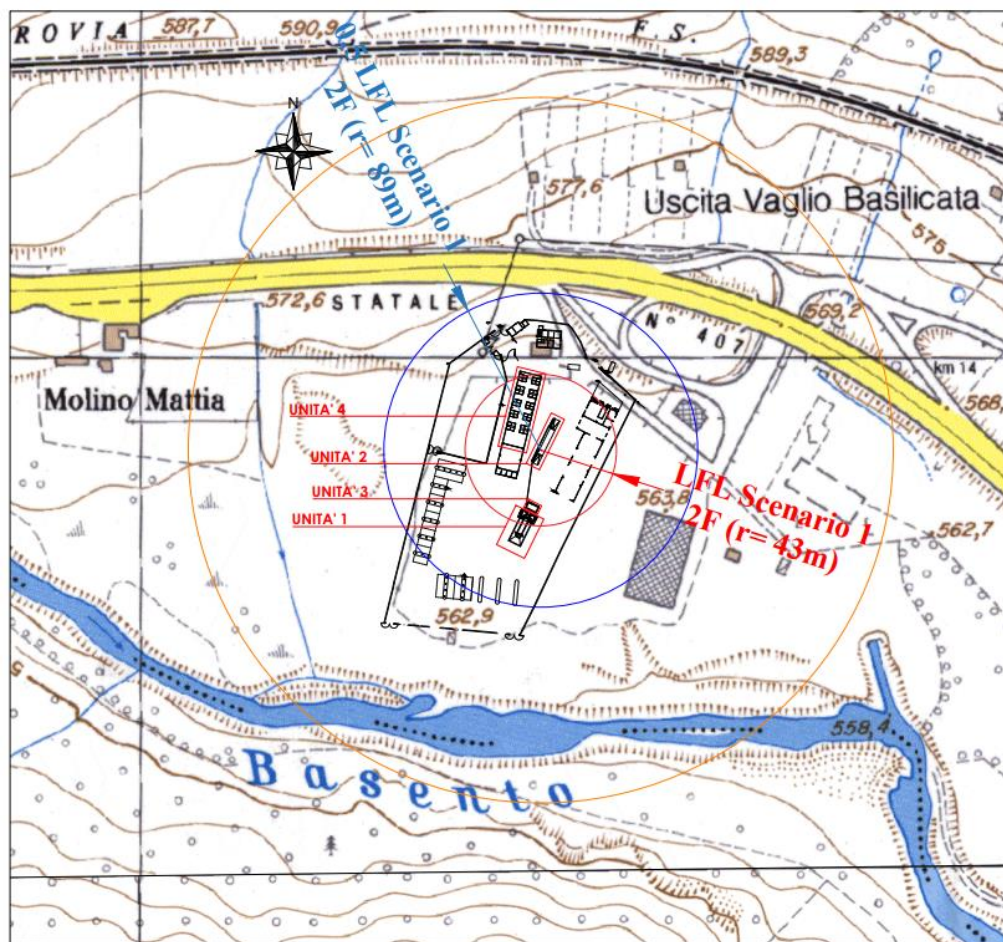 ROVIA
587,7
590,9
F. S.
589,3
N
0,5 LFL Scenario 1
2F (r= 89m)
577,6
Uscita Vaglio Basilicata
575
572,6
STATALE
N° 407
569,2
km 14
568
Molino Mattia
UNITA' 4
UNITA' 2
UNITA' 3
UNITA' 1
LFL Scenario 1
2F (r= 43m)
563,8
562,7
562,9
558,4
Basento